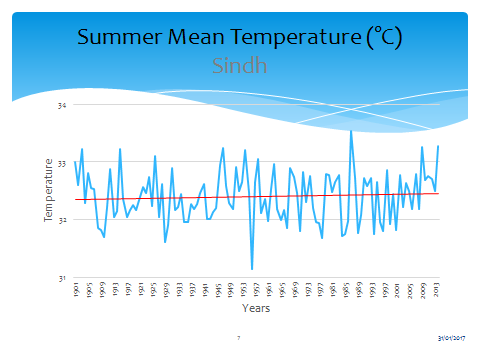 Summer Mean Temperature (°C)
Sindh
34
33
32
31
Temperature
1901 1905 1909 1913 1917 1921 1925 1929 1933 1937 1941 1945 1949 1953 1957 1961 1965 1969 1973 1977 1981 1985 1989 1993 1997 2001 2005 2009 2013
Years
7
31/01/2017